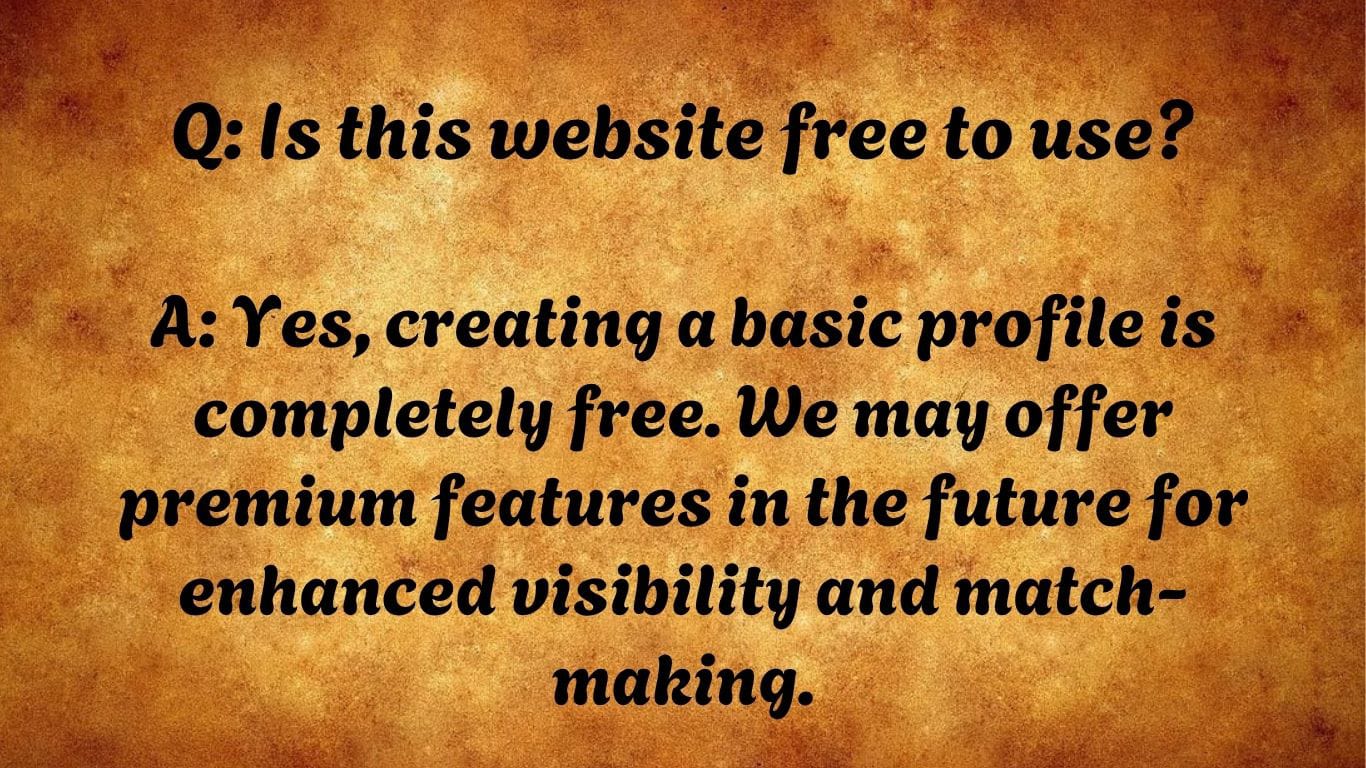 Q: Is this website free to use?
A: Yes, creating a basic profile is
completely free. We may offer
premium features in the future for
enhanced visibility and match-
making.